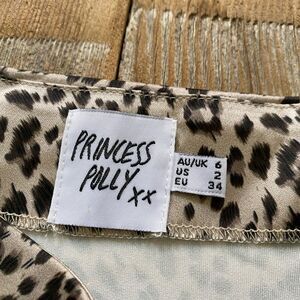 PRINCESS
POLLY xx
AU/UK 6
US 2
EU 34